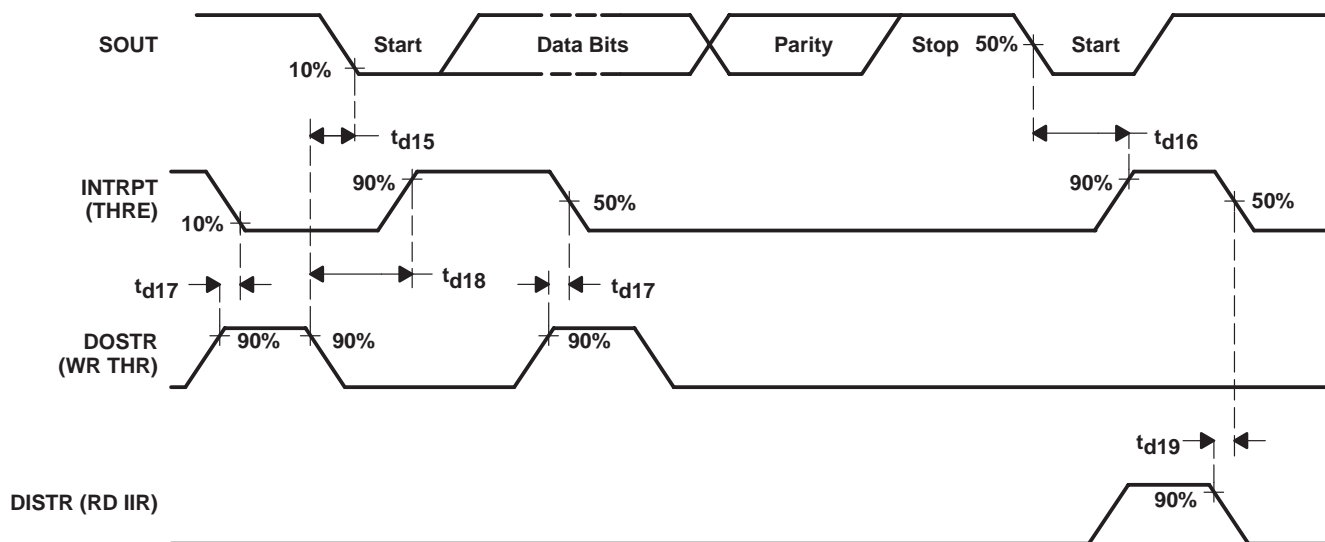 SOUT
Start
Data Bits
Parity
Stop
50%
Start
10%
td15
td16
INTRPT
(THRE)
90%
50%
90%
50%
10%
td17
td18
td17
DOSTR
(WR THR)
90%
90%
90%
td19
DISTR (RD IIR)
90%